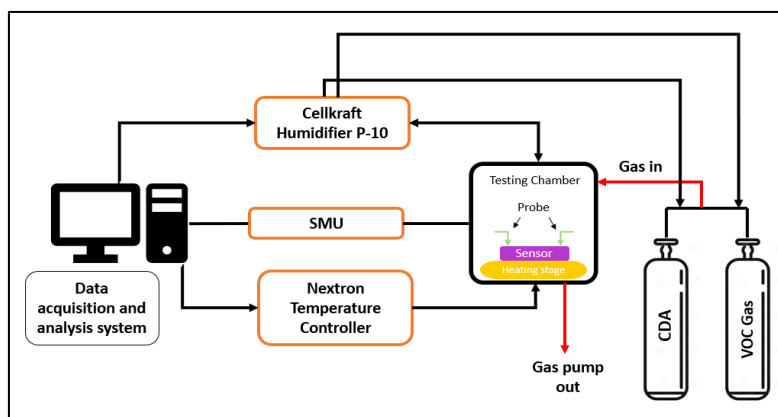 Cellkraft
Humidifier P-10
Gas in
Testing Chamber
Probe
Sensor
Heating stage
SMU
Data
acquisition and
analysis system
Nextron
Temperature
Controller
Gas pump
out
CDA
VOC Gas